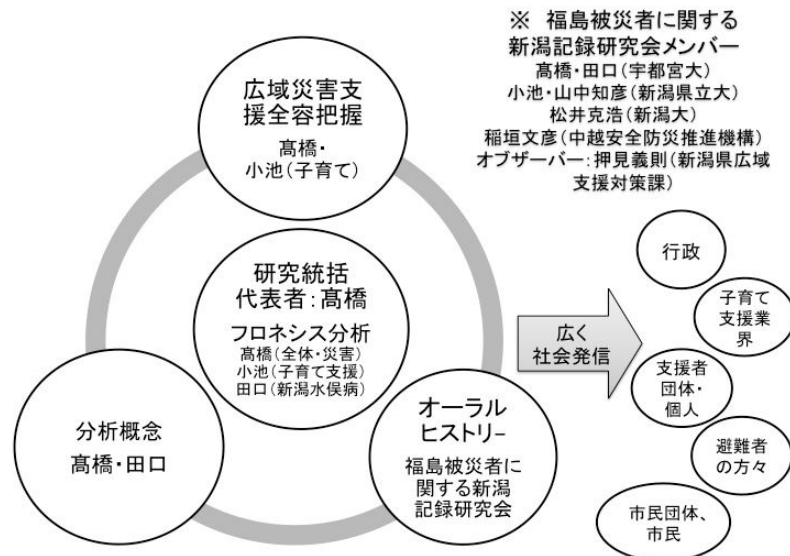 ※ 福島被災者に関する
新潟記録研究会メンバー
髙橋・田口（宇都宮大）
小池・山中知彦（新潟県立大）
松井克浩（新潟大）
稲垣文彦（中越安全防災推進機構）
オブザーバー：押見義則（新潟県広域
支援対策課）
広域災害支
援全容把握
髙橋・
小池（子育て）
研究統括
代表者：髙橋
フロネシス分析
髙橋（全体・災害）
小池（子育て支援）
田口（新潟水俣病）
分析概念
髙橋・田口
オーラル
ヒストリｰ
福島被災者に
関する新潟
記録研究会
広く
社会発信
行政
子育て
支援業
界
支援者
団体・
個人
避難者
の方々
市民団体、
市民